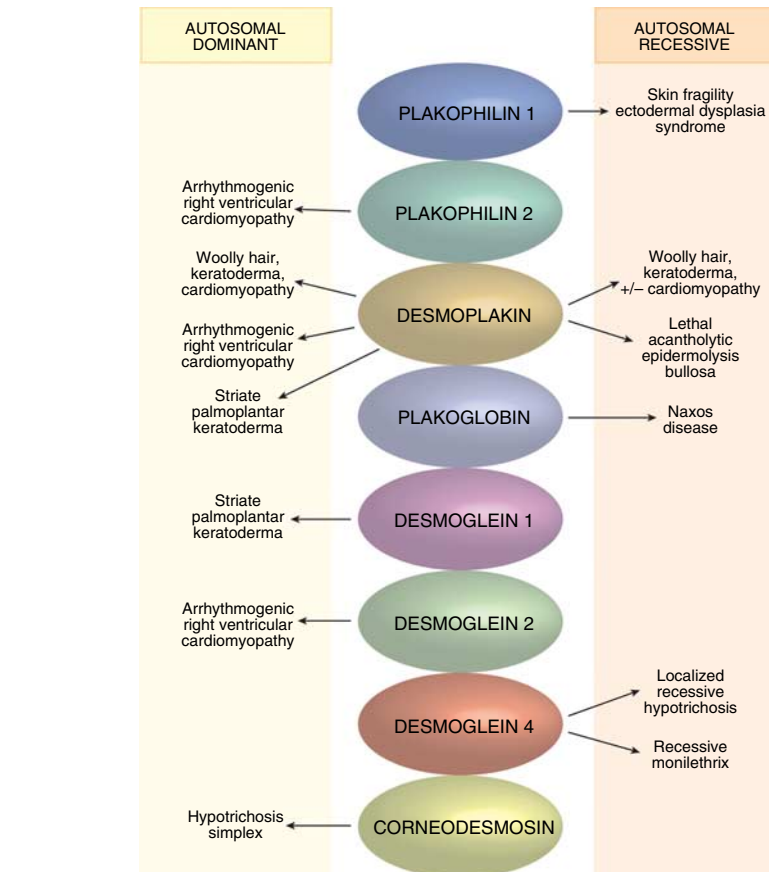 AUTOSOMAL
DOMINANT
AUTOSOMAL
RECESSIVE
PLAKOPHILIN 1
Skin fragility
ectodermal dysplasia
syndrome
Arrhythmogenic
right ventricular
cardiomyopathy
PLAKOPHILIN 2
Woolly hair,
keratoderma,
cardiomyopathy
Arrhythmogenic
right ventricular
cardiomyopathy
Striate
palmoplantar
keratoderma
DESMOPLAKIN
Woolly hair,
keratoderma,
+/– cardiomyopathy
Lethal
acantholytic
epidermolysis
bullosa
PLAKOGLOBIN
Naxos
disease
Striate
palmoplantar
keratoderma
DESMOGLEIN 1
Arrhythmogenic
right ventricular
cardiomyopathy
DESMOGLEIN 2
DESMOGLEIN 4
Localized
recessive
hypotrichosis
Recessive
monilethrix
Hypotrichosis
simplex
CORNEODESMOSIN